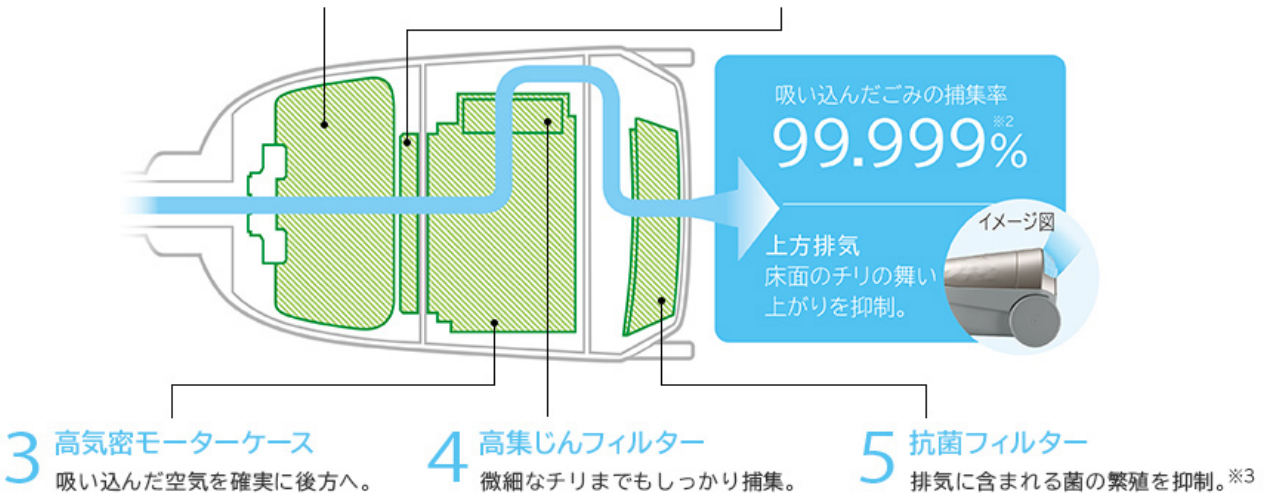 吸い込んだごみの捕集率
99.999%※2
上方排気
床面のチリの舞い
上がりを抑制。
イメージ図
3 高気密モーターケース
吸い込んだ空気を確実に後方へ。
4 高集じんフィルター
微細なチリまでもしっかり捕集。
5 抗菌フィルター
排気に含まれる菌の繁殖を抑制。※3